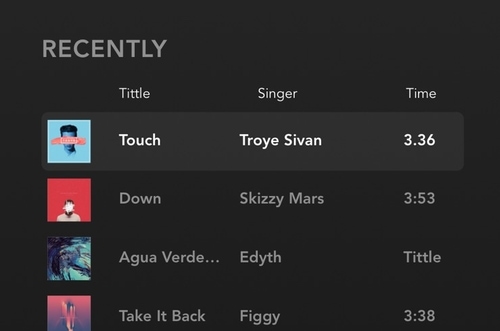 RECENTLY
Tittle Singer Time
Touch Troye Sivan 3.36
Down Skizzy Mars 3:53
Agua Verde... Edyth Tittle
Take It Back Figgy 3:38